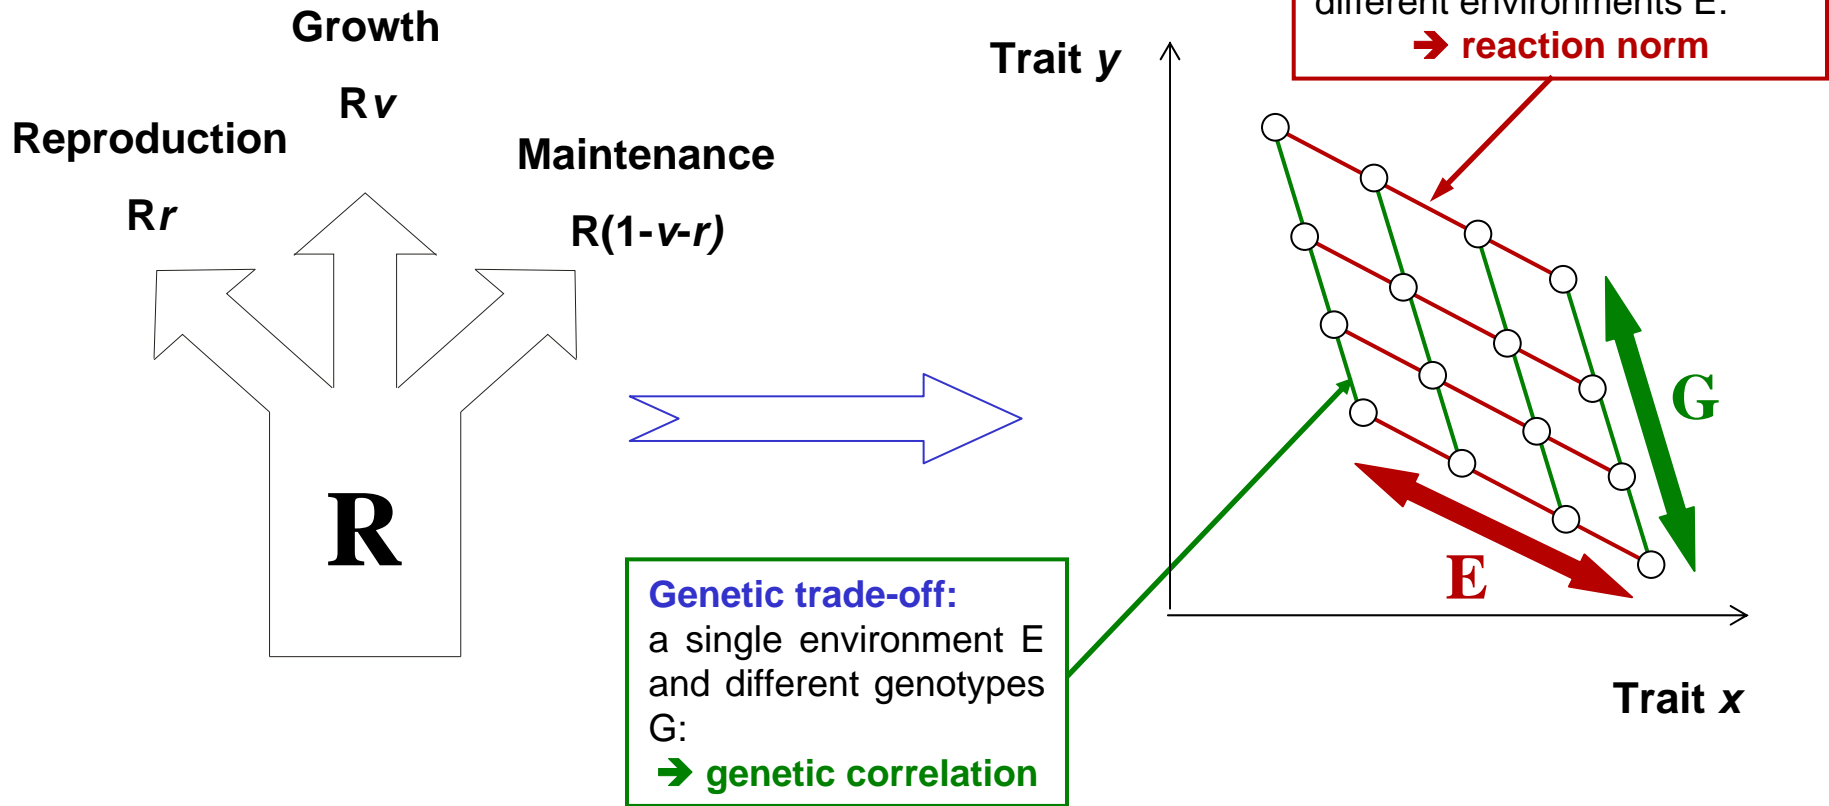 Growth
Rv
Reproduction
Rr
Maintenance
R(1-v-r)
R
different environments E:
➔ reaction norm
Trait y
G
E
Trait x
Genetic trade-off:
a single environment E
and different genotypes
G:
➔ genetic correlation